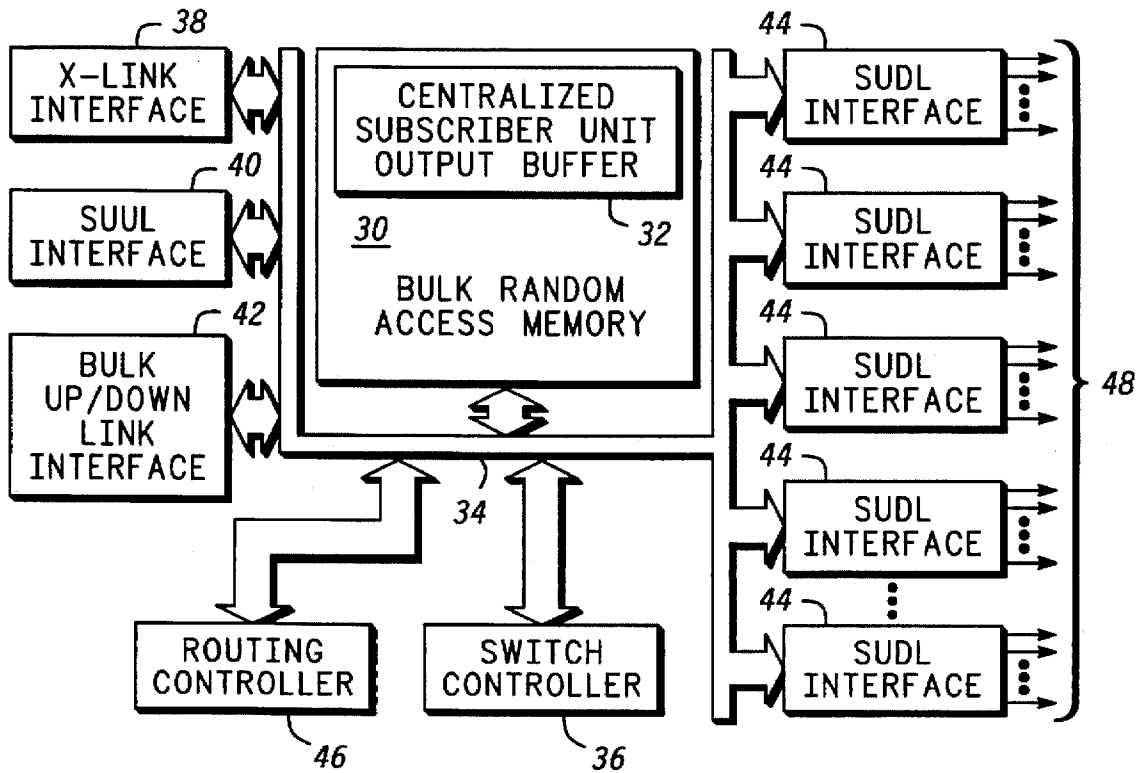 38
X-LINK
INTERFACE
40
SUUL
INTERFACE
42
BULK
UP/DOWN
LINK
INTERFACE
CENTRALIZED
SUBSCRIBER UNIT
OUTPUT BUFFER
30
32
BULK RANDOM
ACCESS MEMORY
34
ROUTING
CONTROLLER
46
SWITCH
CONTROLLER
36
44
SUDL
INTERFACE
44
SUDL
INTERFACE
44
SUDL
INTERFACE
44
SUDL
INTERFACE
44
SUDL
INTERFACE
48